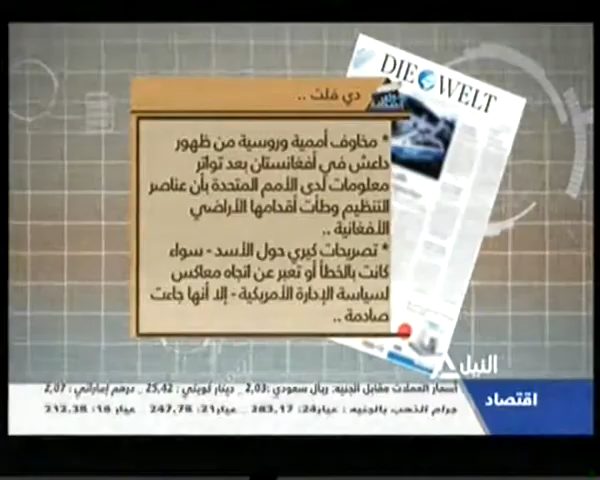 DIE WELT
دي فلت ..
* مخاوف أممية وروسية من ظهور
داعش في أفغانستان بعد تواتر
معلومات لدى الأمم المتحدة بأن عناصر
التنظيم وطأت أقدامها الأراضي
الأفغانية ..
* تصريحات كيري حول الأسد - سواء
كانت بالخطأ أو تعبر عن اتجاه معاكس
لسياسة الإدارة الأمريكية - إلا أنها جاءت
صادمة ..
النيل
اقتصاد
أسعار العملات مقابل الجنيه: ريال سعودي :2,03 _ دينار كويتي : 25,42 _ درهم إماراتي : 2,07
جرام الذهب بالجنيه : عيار24: 283,17 _ عيار21: 247,78 _ عيار 18: 212,38